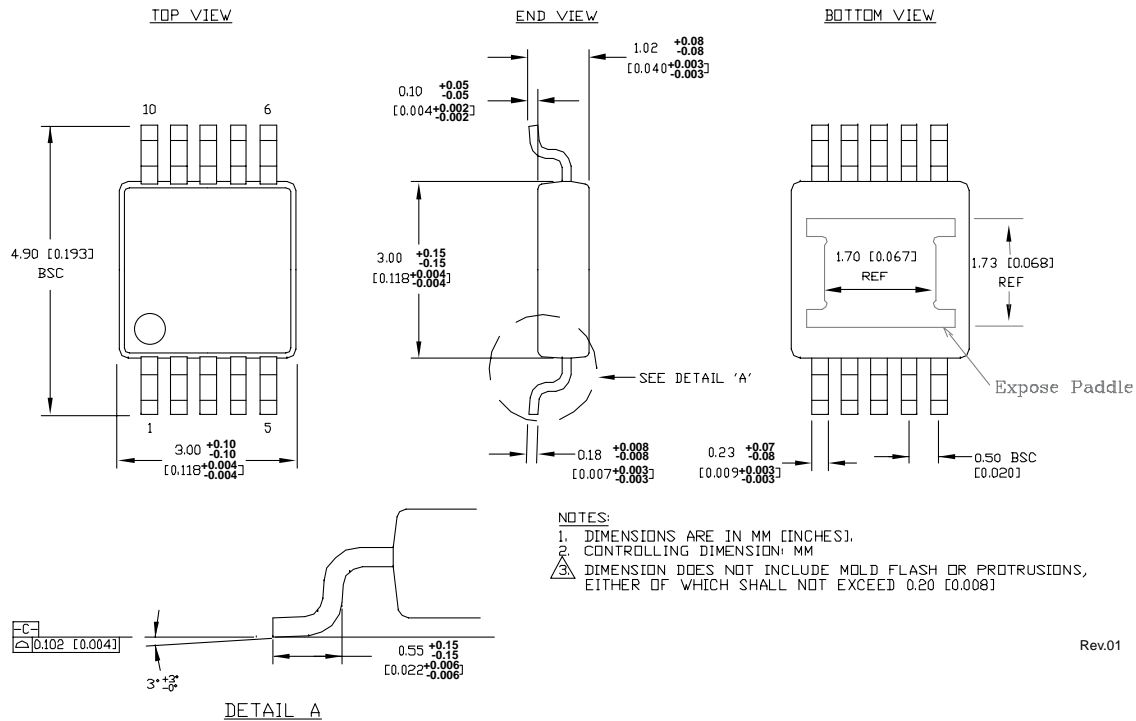 TOP VIEW
END VIEW
BOTTOM VIEW
1.02 +0.08 -0.08
[0.040+0.003 -0.003]
0.10 +0.05 -0.05
[0.004+0.002 -0.002]
10
6
4.90 [0.193]
BSC
3.00 +0.15 -0.15
[0.118+0.004 -0.004]
1.70 [0.067]
REF
1.73 [0.068]
REF
SEE DETAIL 'A'
Expose Paddle
1
5
3.00 +0.10 -0.10
[0.118+0.004 -0.004]
0.18 +0.008 -0.008
[0.007+0.003 -0.003]
0.23 +0.07 -0.08
[0.009+0.003 -0.003]
0.50 BSC
[0.020]
NOTES:
1. DIMENSIONS ARE IN MM [INCHES].
2. CONTROLLING DIMENSION: MM
3. DIMENSION DOES NOT INCLUDE MOLD FLASH OR PROTRUSIONS,
EITHER OF WHICH SHALL NOT EXCEED 0.20 [0.008]
-C-
0.102 [0.004]
3° +3° -0°
0.55 +0.15 -0.15
[0.022+0.006 -0.006]
Rev.01
DETAIL A